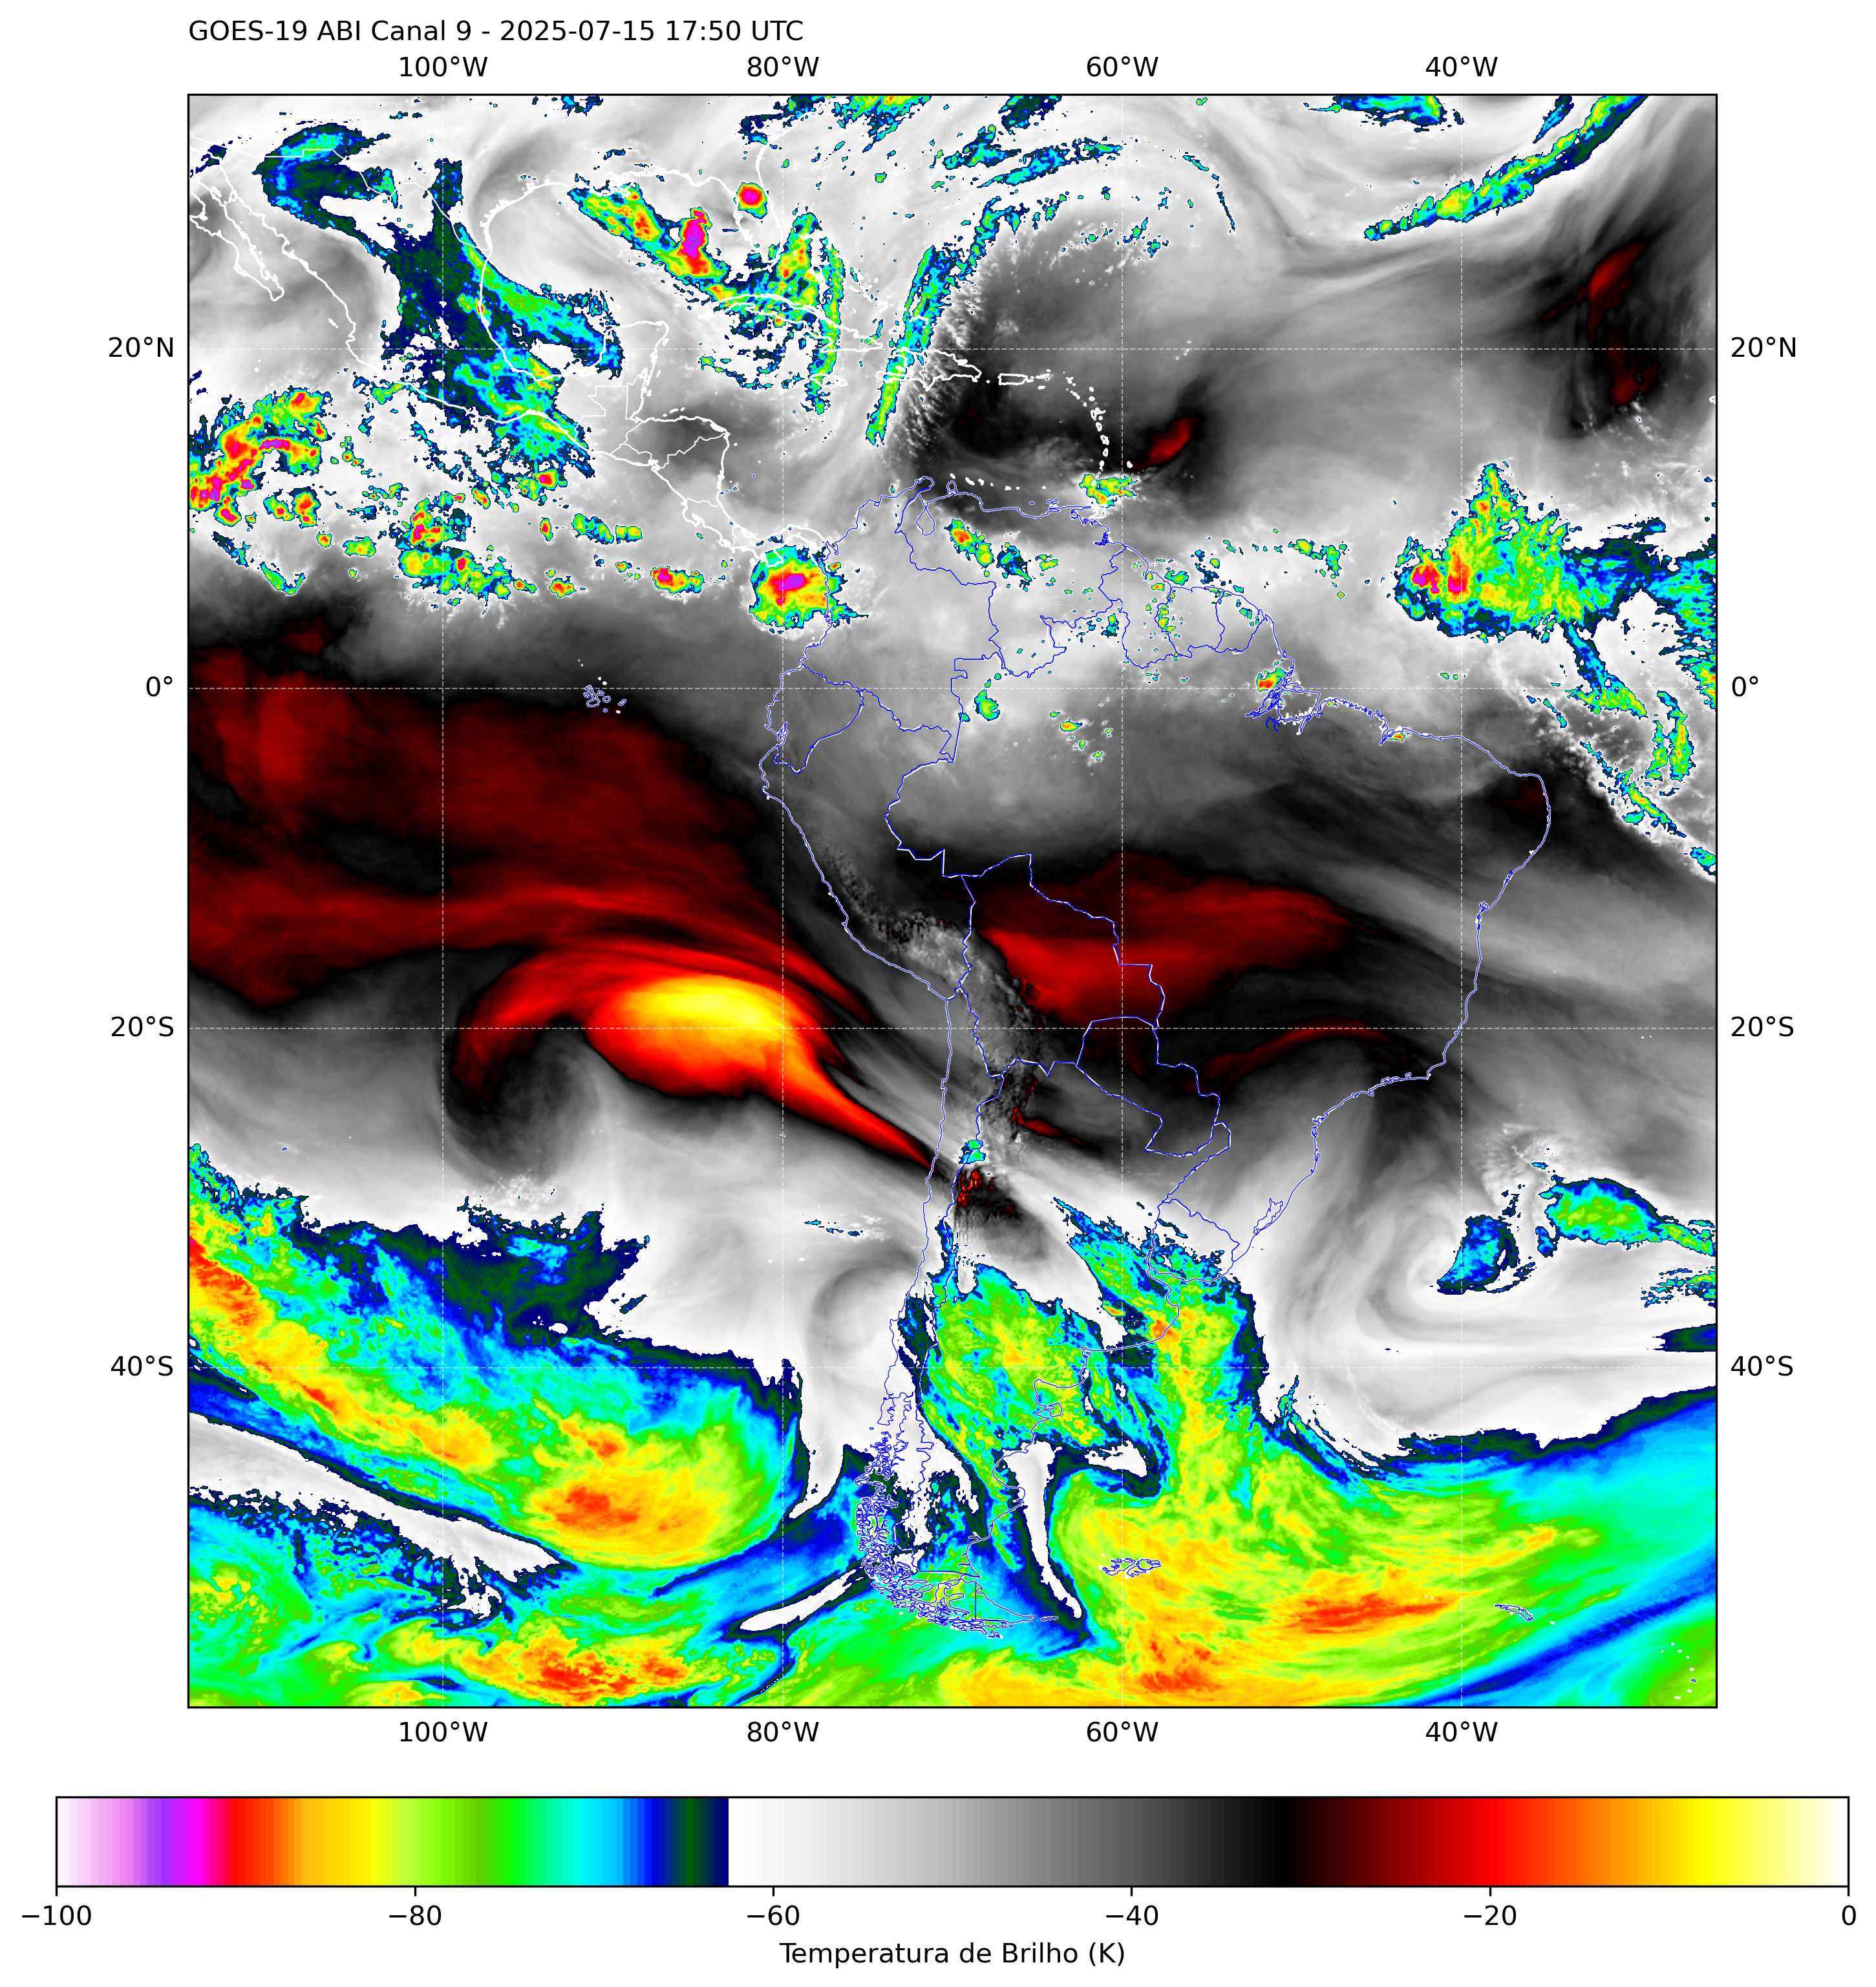 GOES-19 ABI Canal 9 - 2025-07-15 17:50 UTC
100°W 80°W 60°W 40°W
20°N 20°N
0° 0°
20°S 20°S
40°S 40°S
100°W 80°W 60°W 40°W
−100 −80 −60 −40 −20 0
Temperatura de Brilho (K)